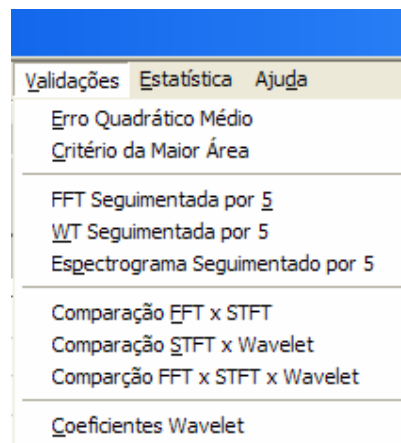 Validações Estatística Ajuda
Erro Quadrático Médio
Critério da Maior Área
FFT Seguimentada por 5
WT Seguimentada por 5
Espectrograma Seguimentado por 5
Comparação FFT x STFT
Comparação STFT x Wavelet
Comparção FFT x STFT x Wavelet
Coeficientes Wavelet